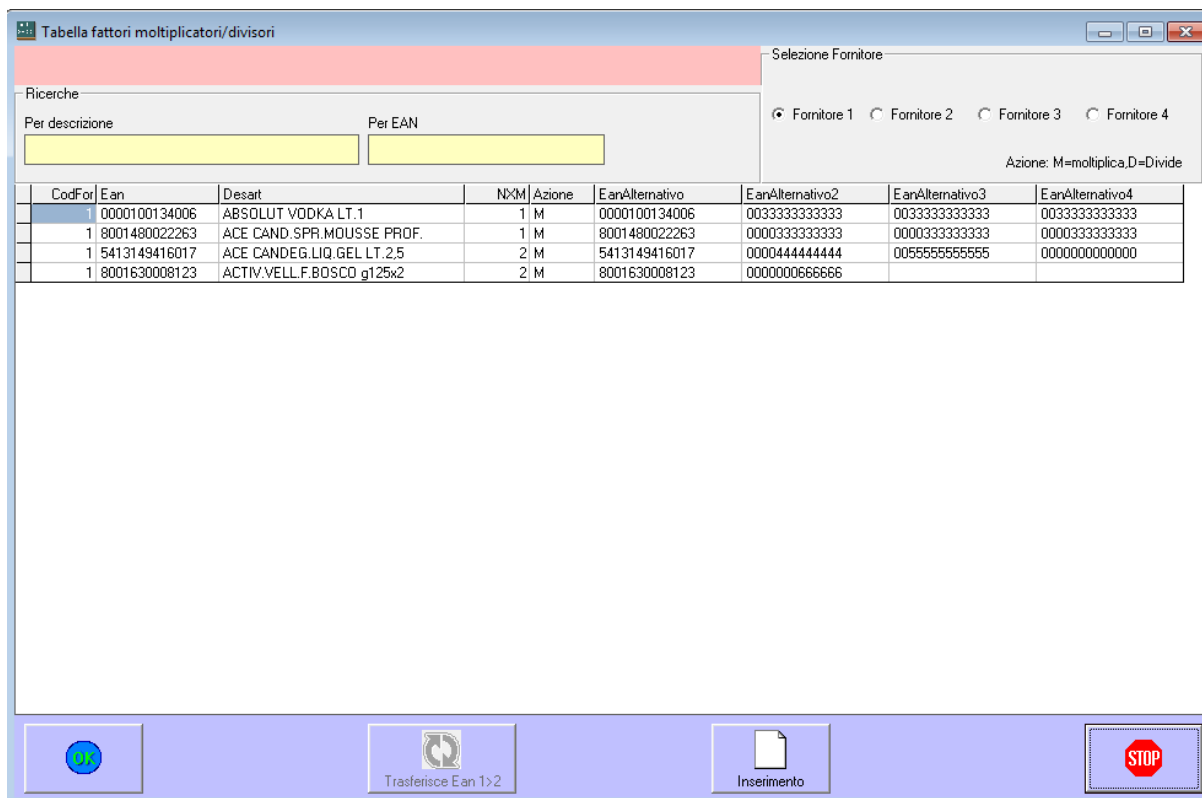 Tabella fattori moltiplicatori/divisori
Selezione Fornitore
Ricerche
Per descrizione Per EAN
Fornitore 1 Fornitore 2 Fornitore 3 Fornitore 4
Azione: M=moltiplica,D=Divide
CodFor Ean Desart NXM Azione EanAlternativo EanAlternativo2 EanAlternativo3 EanAlternativo4
1 0000100134006 ABSOLUT VODKA LT.1 1 M 0000100134006 0033333333333 0033333333333 0033333333333
1 8001480022263 ACE CAND.SPR.MOUSSE PROF. 1 M 8001480022263 0000333333333 0000333333333 0000333333333
1 5413149416017 ACE CANDEG.LIQ.GEL LT.2,5 2 M 5413149416017 0000444444444 0055555555555 0000000000000
1 8001630008123 ACTIV.VELL.F.BOSCO g125x2 2 M 8001630008123 0000000666666
OK
Trasferisce Ean 1>2
Inserimento
STOP